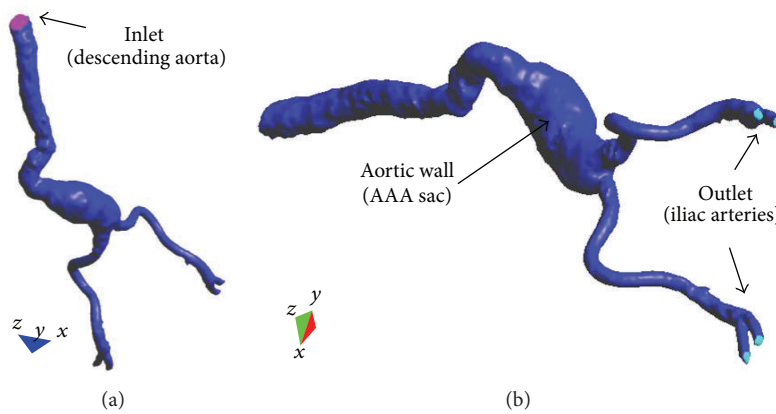 Inlet
(descending aorta)
Aortic wall
(AAA sac)
Outlet
(iliac arteries)
z y x
z y
x
(a)
(b)